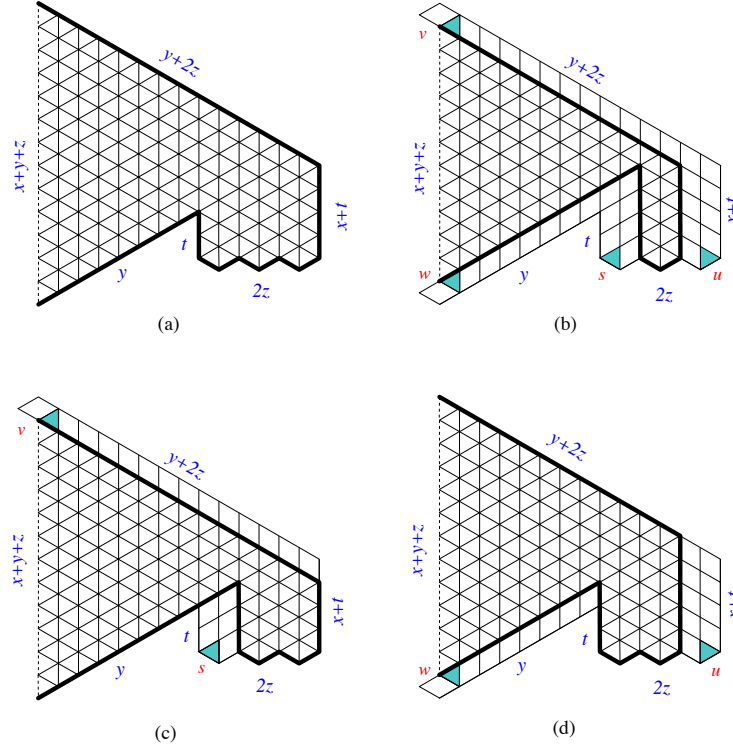 y+2z
x+y+z
t
y
2z
t+x
(a)
v
y+2z
x+y+z
w
t
y
s
2z
u
t+x
(b)
v
y+2z
x+y+z
t
y
s
2z
t+x
(c)
y+2z
x+y+z
w
t
y
2z
u
t+x
(d)